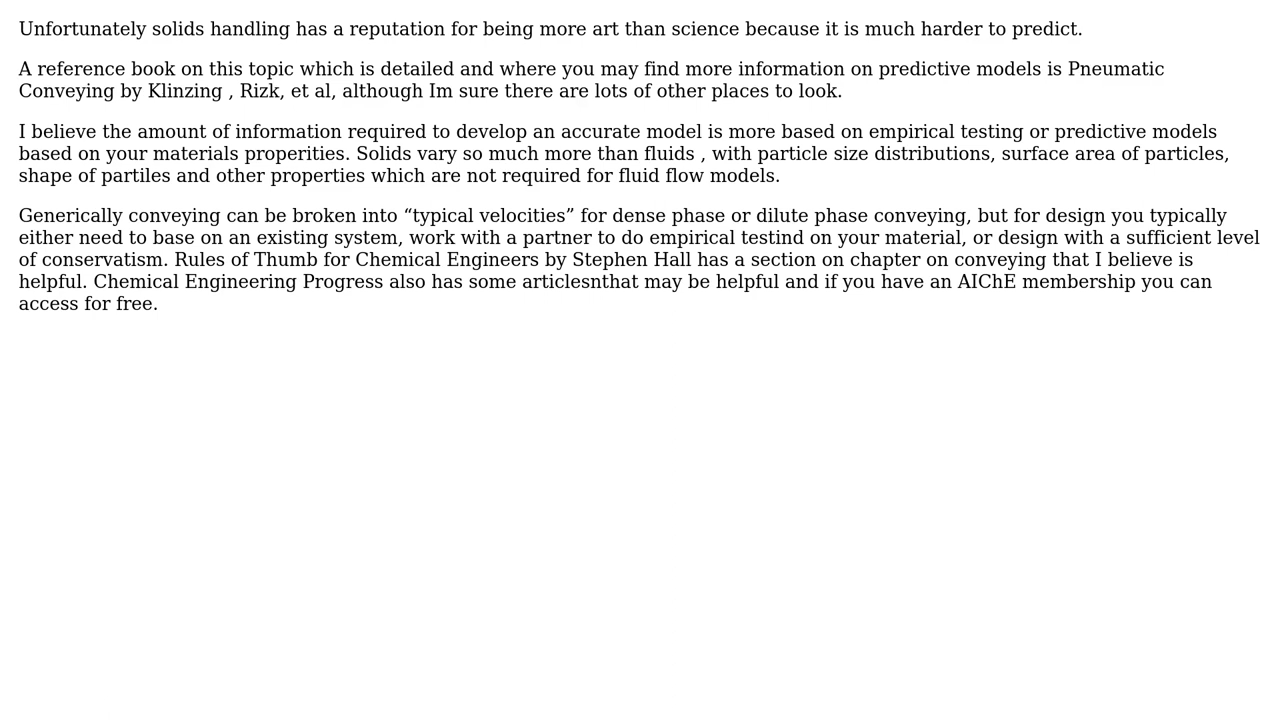 Unfortunately solids handling has a reputation for being more art than science because it is much harder to predict.
A reference book on this topic which is detailed and where you may find more information on predictive models is Pneumatic
Conveying by Klinzing , Rizk, et al, although Im sure there are lots of other places to look.
I believe the amount of information required to develop an accurate model is more based on empirical testing or predictive models
based on your materials properities. Solids vary so much more than fluids , with particle size distributions, surface area of particles,
shape of partiles and other properties which are not required for fluid flow models.
Generically conveying can be broken into “typical velocities” for dense phase or dilute phase conveying, but for design you typically
either need to base on an existing system, work with a partner to do empirical testind on your material, or design with a sufficient level
of conservatism. Rules of Thumb for Chemical Engineers by Stephen Hall has a section on chapter on conveying that I believe is
helpful. Chemical Engineering Progress also has some articlesnthat may be helpful and if you have an AIChE membership you can
access for free.